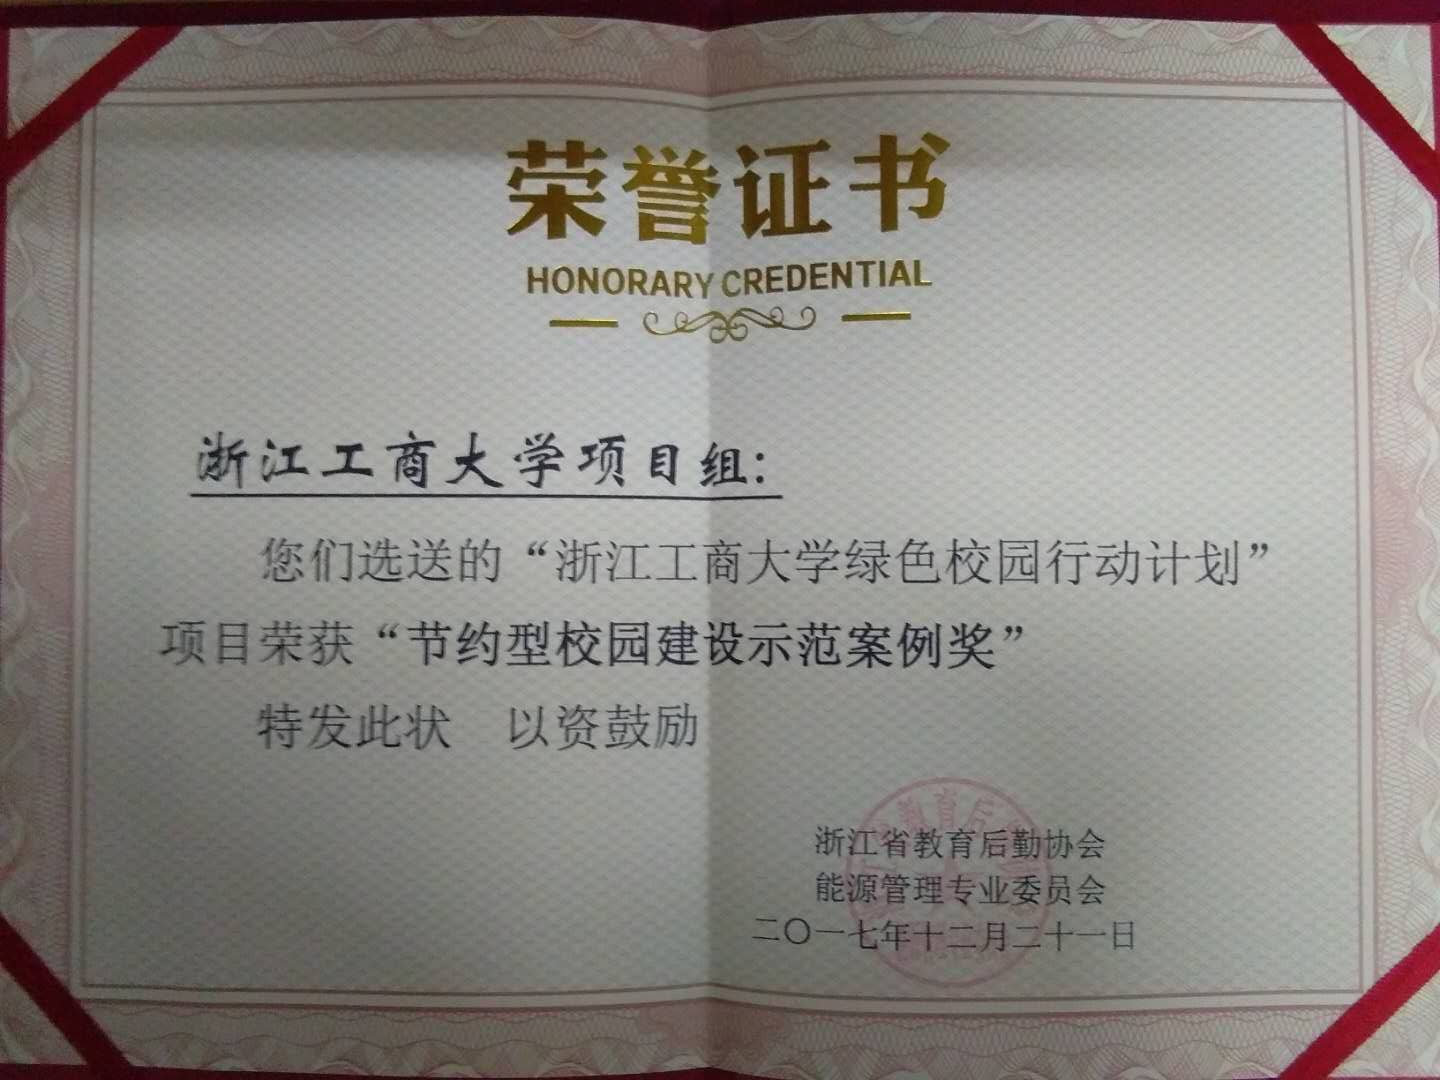 荣誉证书
HONORARY CREDENTIAL
浙江工商大学项目组：
您们选送的“浙江工商大学绿色校园行动计划”
项目荣获“节约型校园建设示范案例奖”
特发此状　以资鼓励
浙江省教育后勤协会
能源管理专业委员会
二〇一七年十二月二十一日